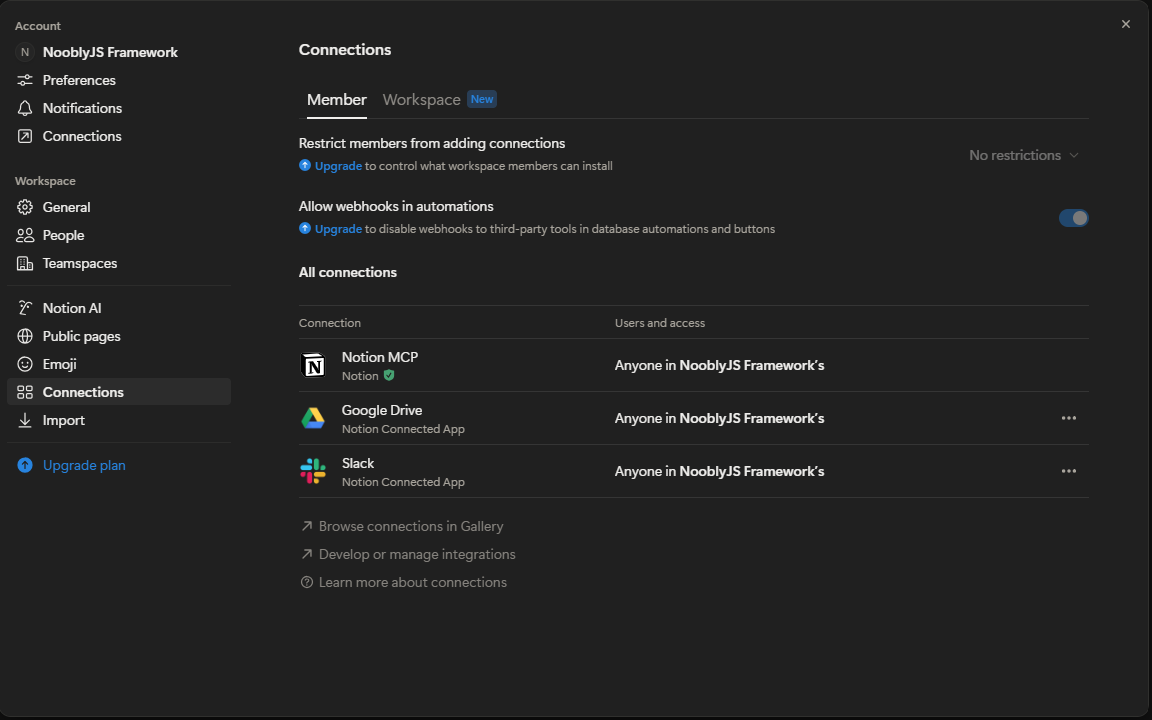 Account
N NooblyJS Framework
Preferences
Notifications
Connections
Workspace
General
People
Teamspaces
Notion AI
Public pages
Emoji
Connections
Import
Upgrade plan
Connections
Member Workspace New
Restrict members from adding connections
Upgrade to control what workspace members can install
No restrictions
Allow webhooks in automations
Upgrade to disable webhooks to third-party tools in database automations and buttons
All connections
Connection Users and access
Notion MCP
Notion
Anyone in NooblyJS Framework’s
Google Drive
Notion Connected App
Anyone in NooblyJS Framework’s
Slack
Notion Connected App
Anyone in NooblyJS Framework’s
Browse connections in Gallery
Develop or manage integrations
Learn more about connections